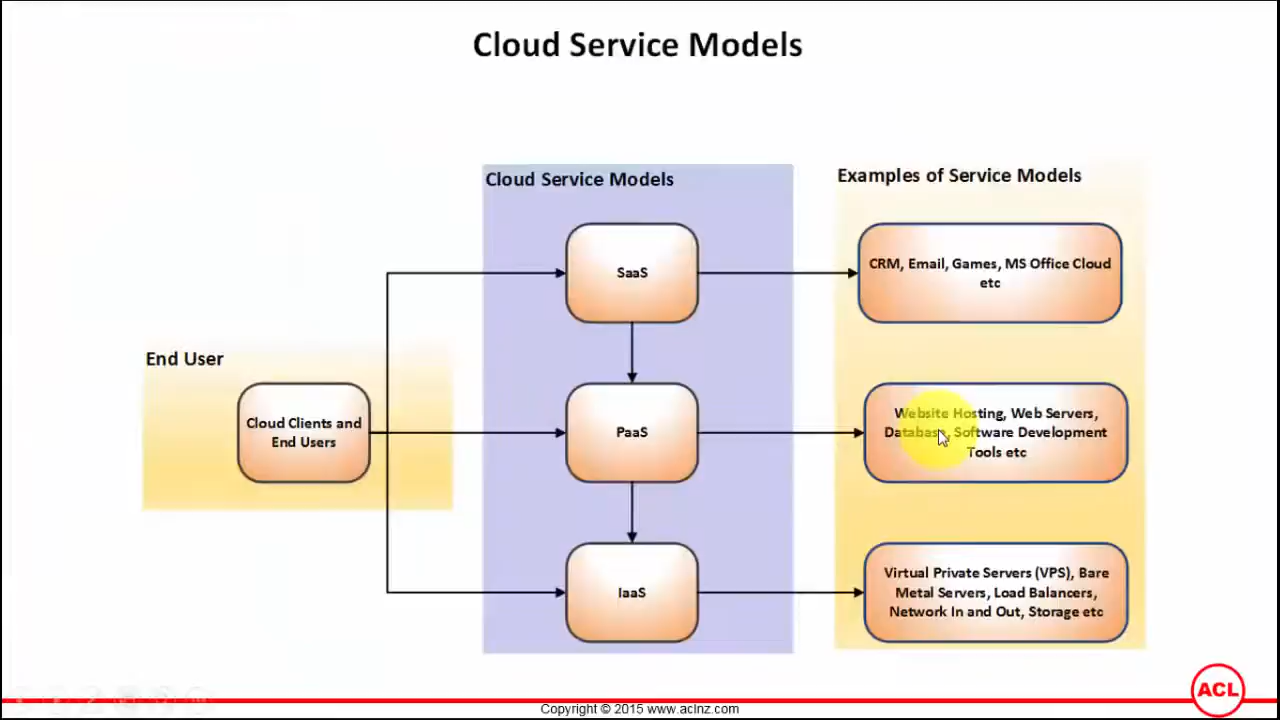 Cloud Service Models
Cloud Service Models
Examples of Service Models
SaaS
CRM, Email, Games, MS Office Cloud
etc
End User
Cloud Clients and
End Users
PaaS
Website Hosting, Web Servers,
Database, Software Development
Tools etc
IaaS
Virtual Private Servers (VPS), Bare
Metal Servers, Load Balancers,
Network In and Out, Storage etc
ACL
Copyright © 2015 www.aclnz.com